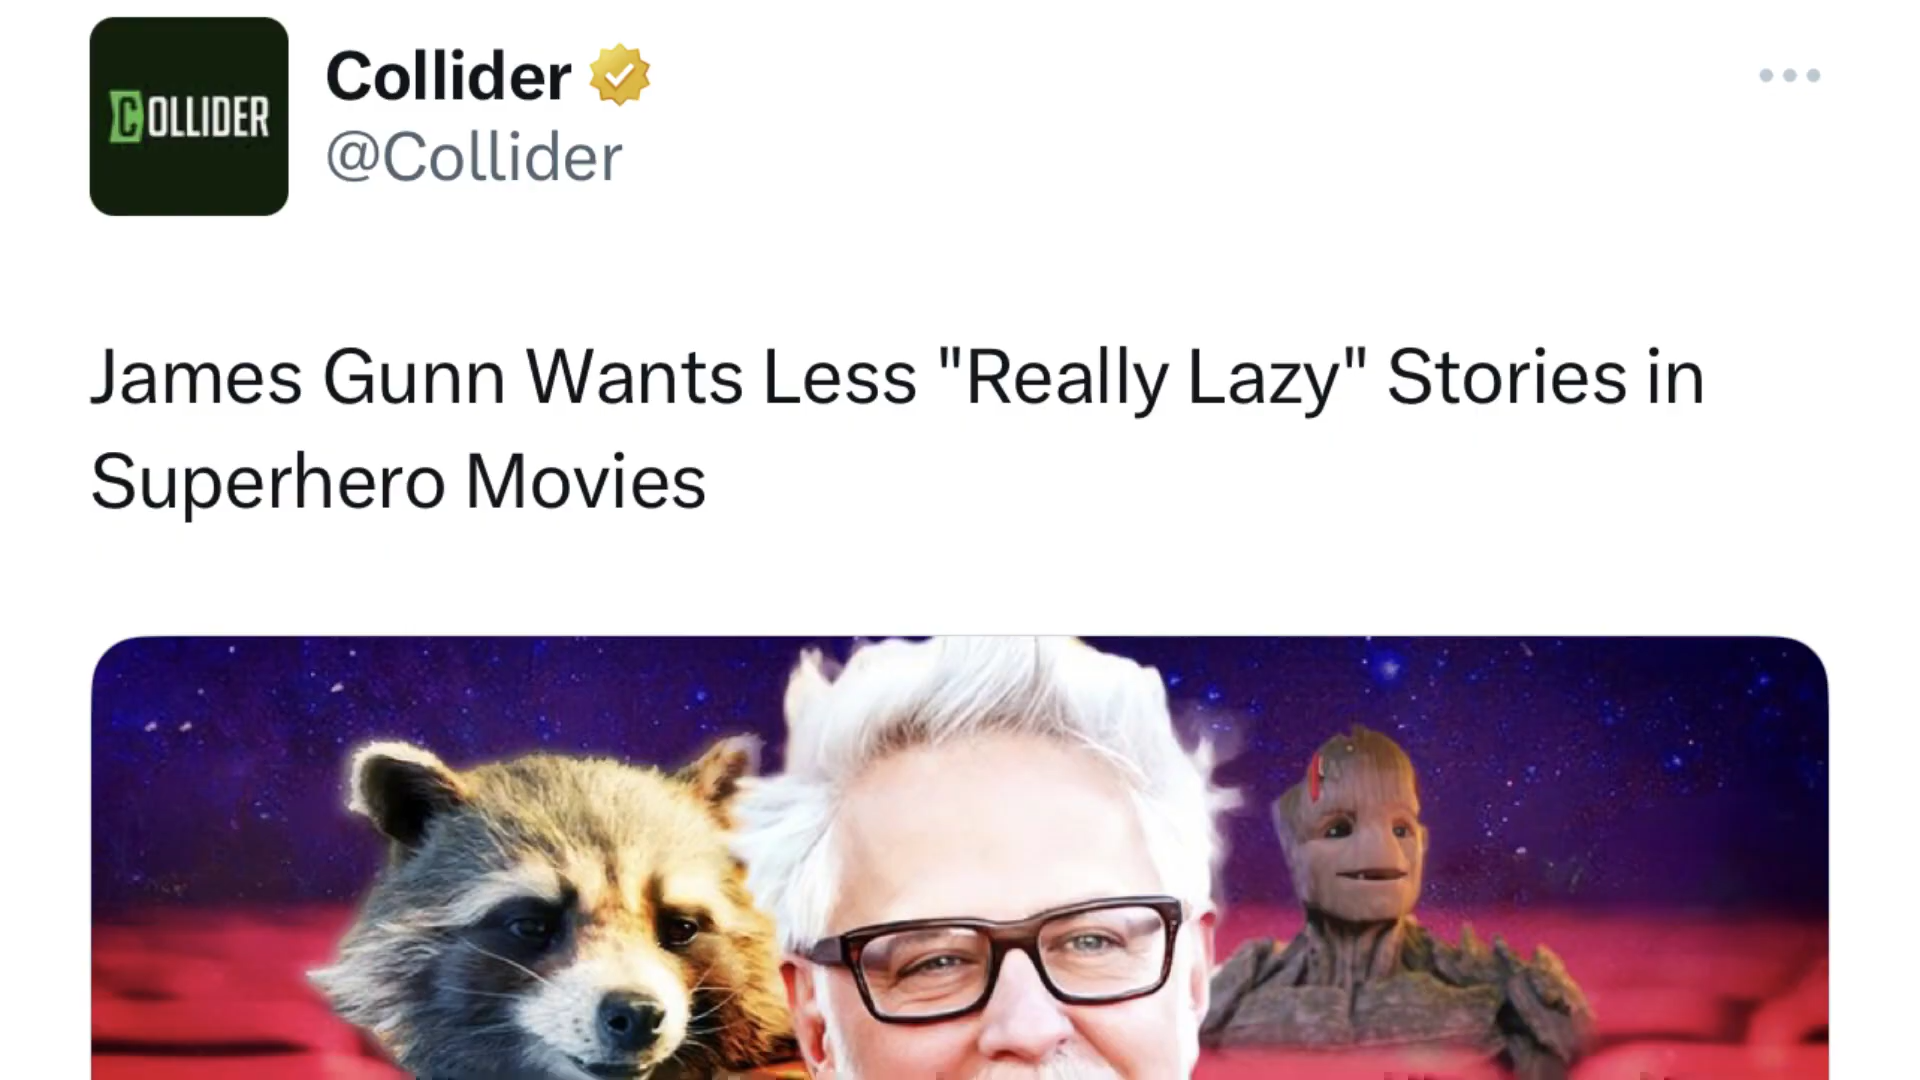 COLLIDER
Collider
@Collider
James Gunn Wants Less "Really Lazy" Stories in
Superhero Movies